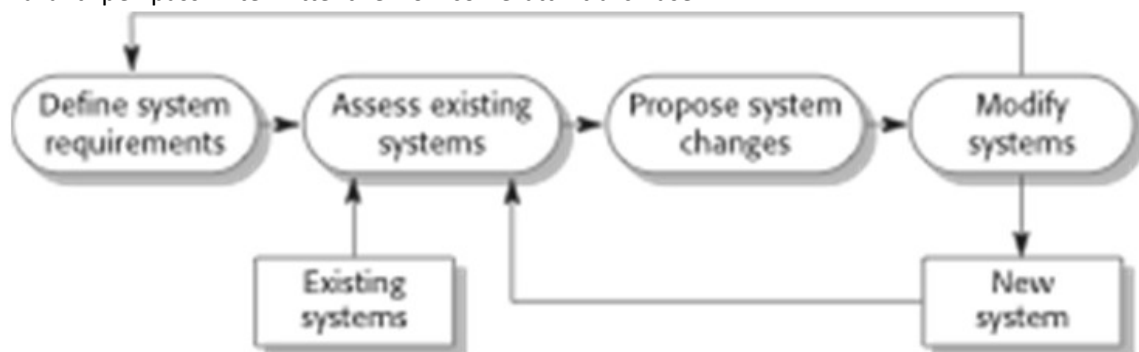 Define system
requirements
Assess existing
systems
Propose system
changes
Modify
systems
Existing
systems
New
system